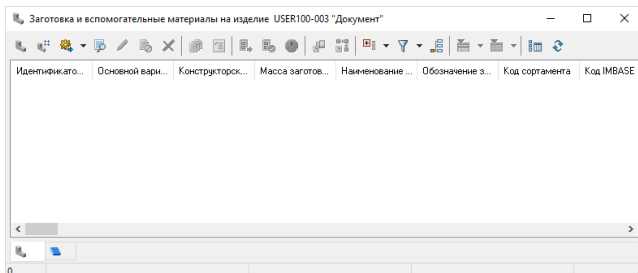 Заготовка и вспомогательные материалы на изделие USER100-003 "Документ"
Идентификато... Основной вари... Конструкторск... Масса заготов... Наименование ... Обозначение з... Код сортамента Код IMBASE
0